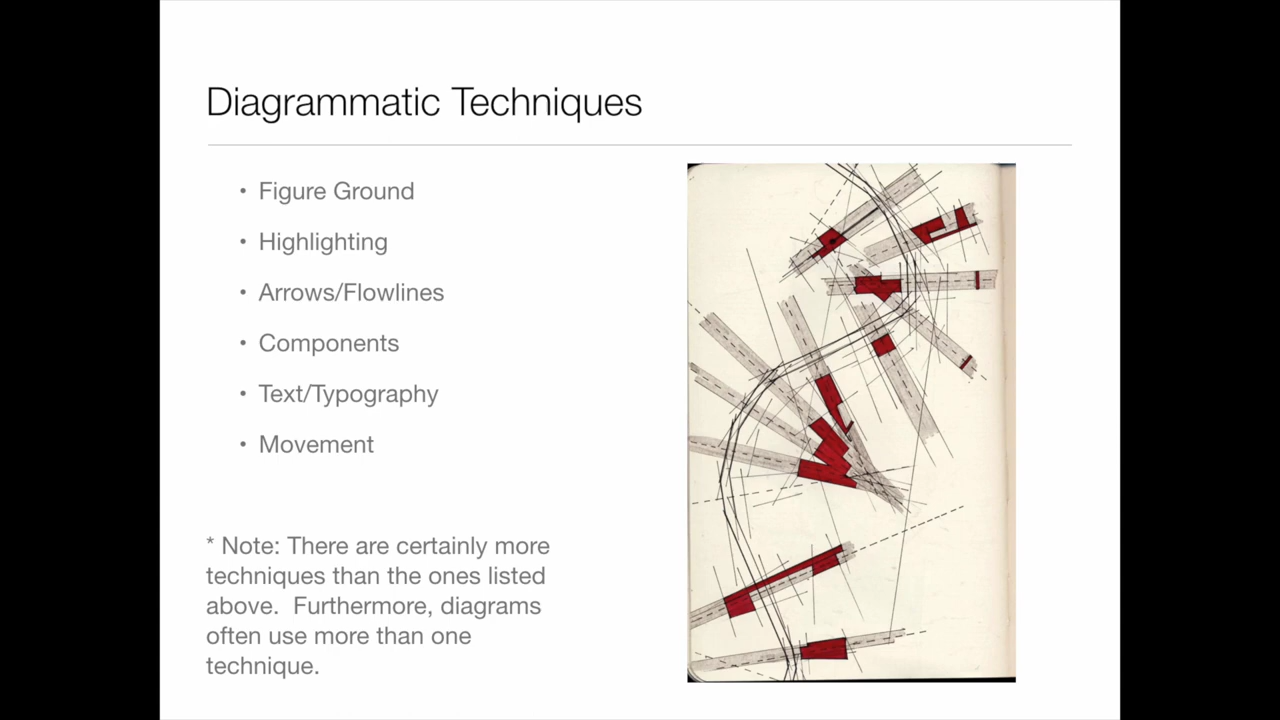 Diagrammatic Techniques
• Figure Ground
• Highlighting
• Arrows/Flowlines
• Components
• Text/Typography
• Movement
* Note: There are certainly more
techniques than the ones listed
above.  Furthermore, diagrams
often use more than one
technique.